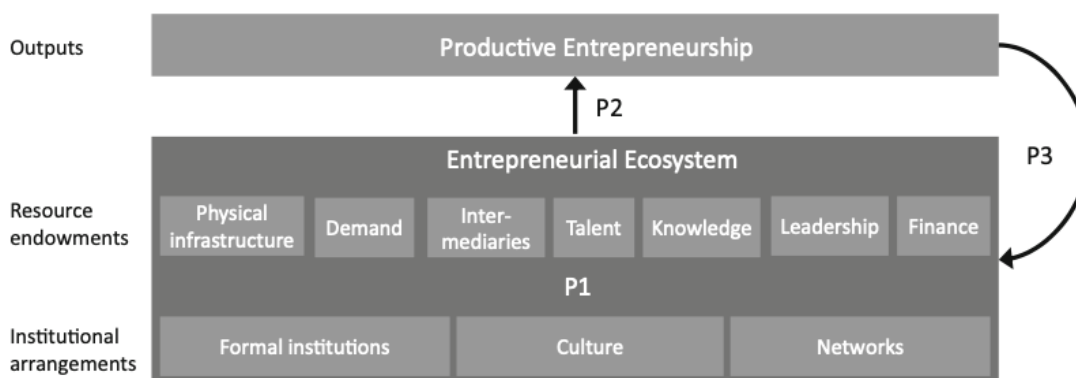 Outputs
Productive Entrepreneurship
P2
P3
Entrepreneurial Ecosystem
Resource
endowments
Physical
infrastructure
Demand
Inter-
mediaries
Talent
Knowledge
Leadership
Finance
P1
Institutional
arrangements
Formal institutions
Culture
Networks